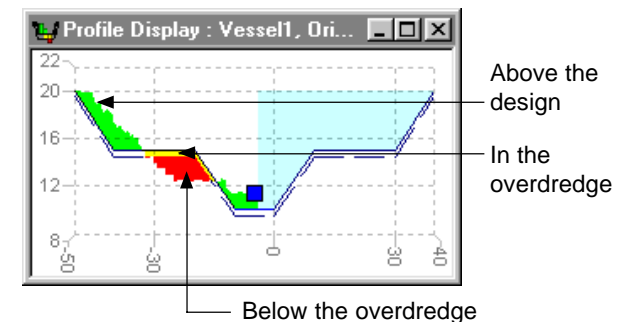 Profile Display : Vessel1, Ori...
22
20
16
12
8
-50
-30
0
30
40
Above the
design
In the
overdredge
Below the overdredge